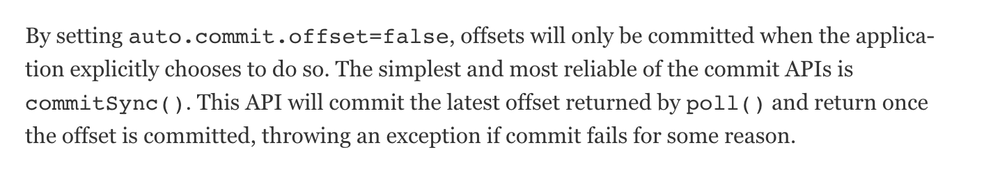 By setting auto.commit.offset=false, offsets will only be committed when the applica-
tion explicitly chooses to do so. The simplest and most reliable of the commit APIs is
commitSync(). This API will commit the latest offset returned by poll() and return once
the offset is committed, throwing an exception if commit fails for some reason.